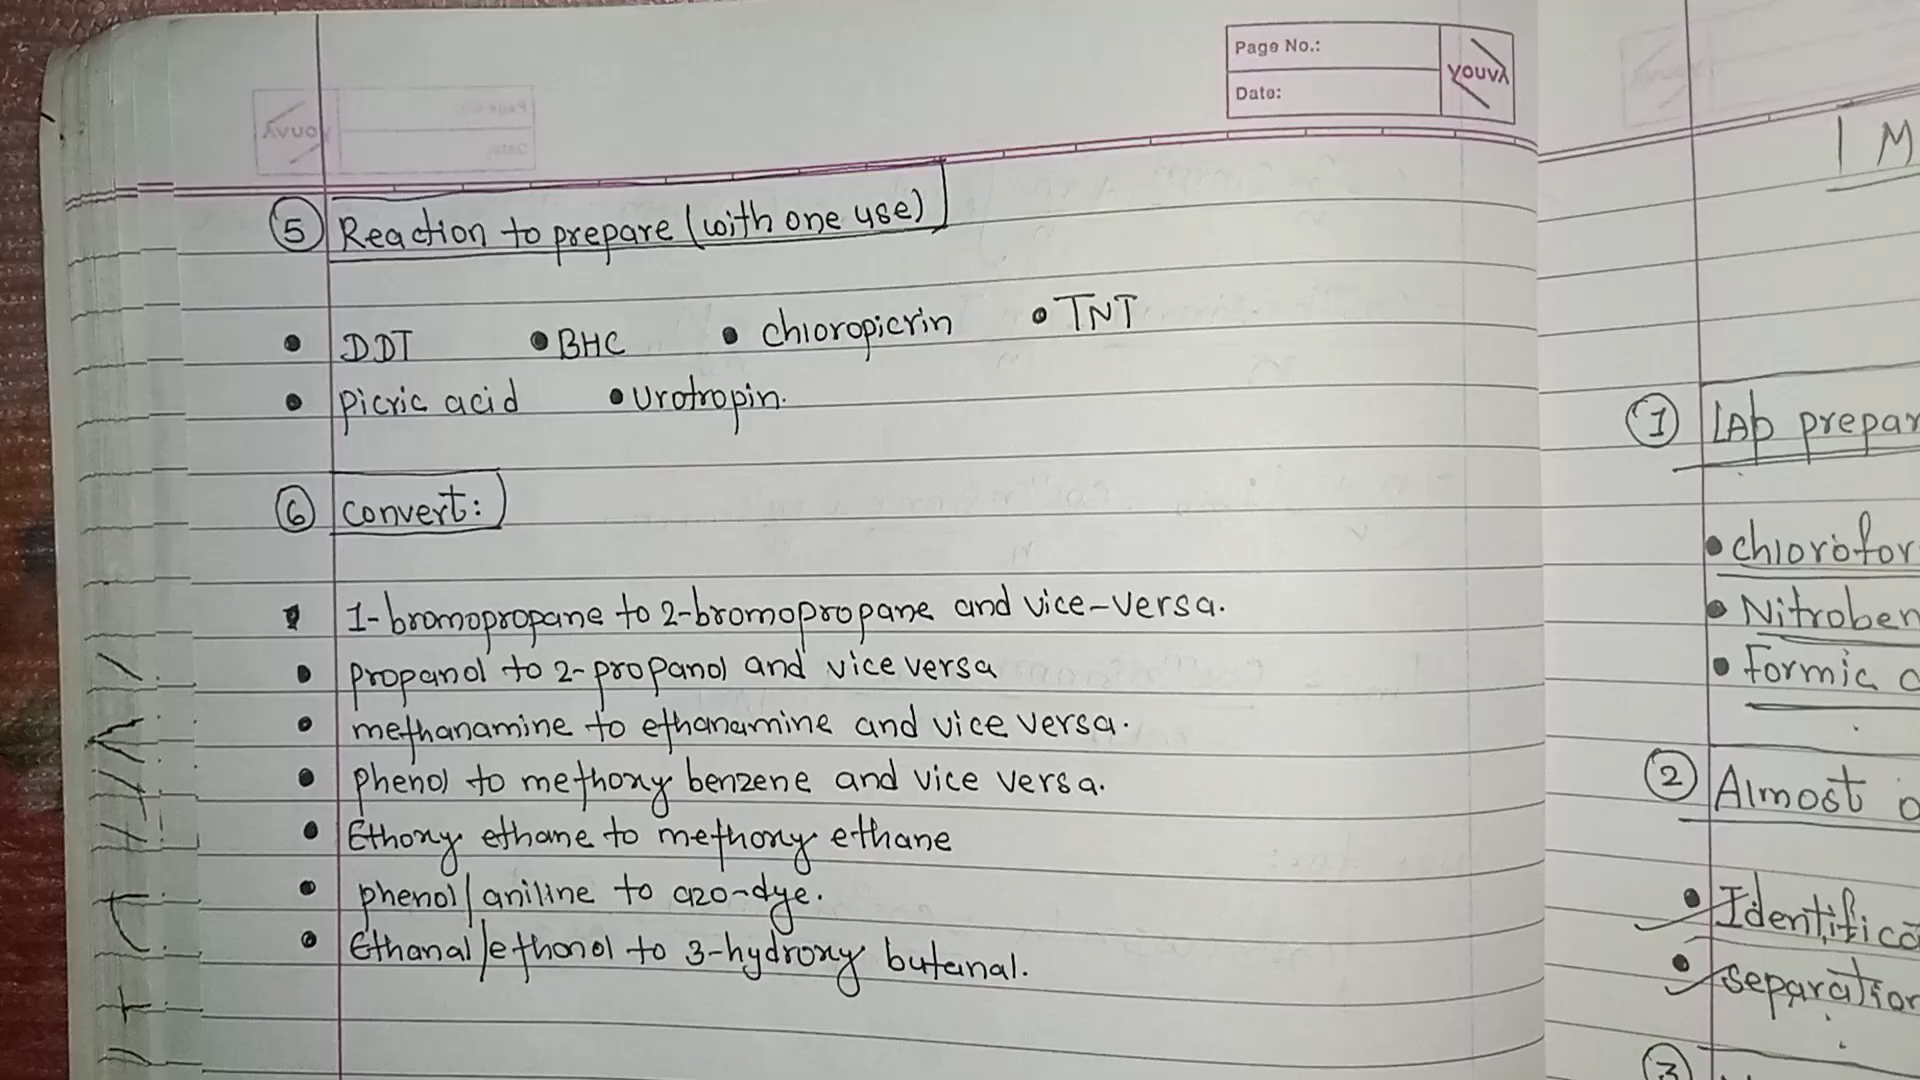 Page No.:
Date:
YOUVA
⑤ Reaction to prepare (with one use)
• DDT • BHC • chloropicrin • TNT
• picric acid • urotropin.
⑥ convert:
• 1-bromopropane to 2-bromopropane and vice-versa.
• propanol to 2-propanol and vice versa
• methanamine to ethanamine and vice versa.
• phenol to methoxy benzene and vice versa.
• Ethoxy ethane to methoxy ethane
• phenol/aniline to azo-dye.
• Ethanal/ethanol to 3-hydroxy butanal.
① LAb prepar
• chlorofor
• Nitroben
• formic
② Almost
• Identifica
• separation
③